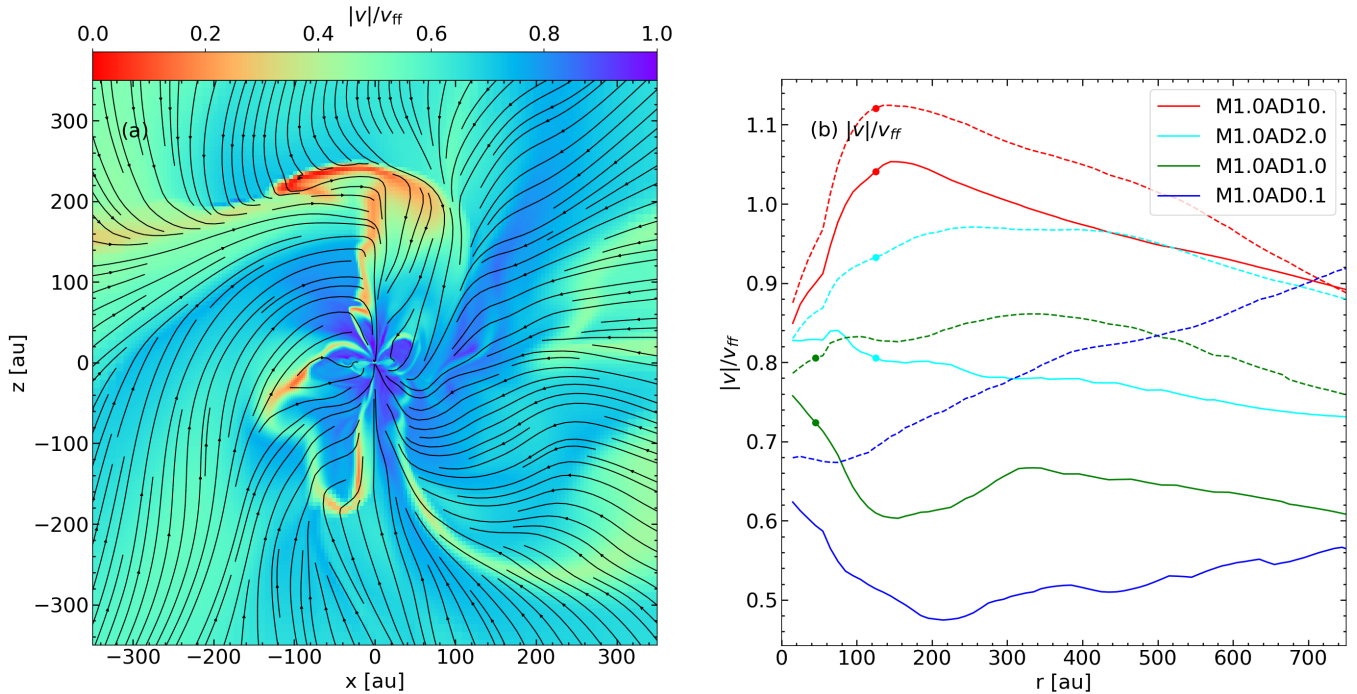 |v|/v_ff
0.0 0.2 0.4 0.6 0.8 1.0
(a)
300
200
100
0
−100
−200
−300
z [au]
−300 −200 −100 0 100 200 300
x [au]
(b) |v|/v_ff
M1.0AD10.
M1.0AD2.0
M1.0AD1.0
M1.0AD0.1
1.1
1.0
0.9
0.8
0.7
0.6
0.5
|v|/v_ff
0 100 200 300 400 500 600 700
r [au]